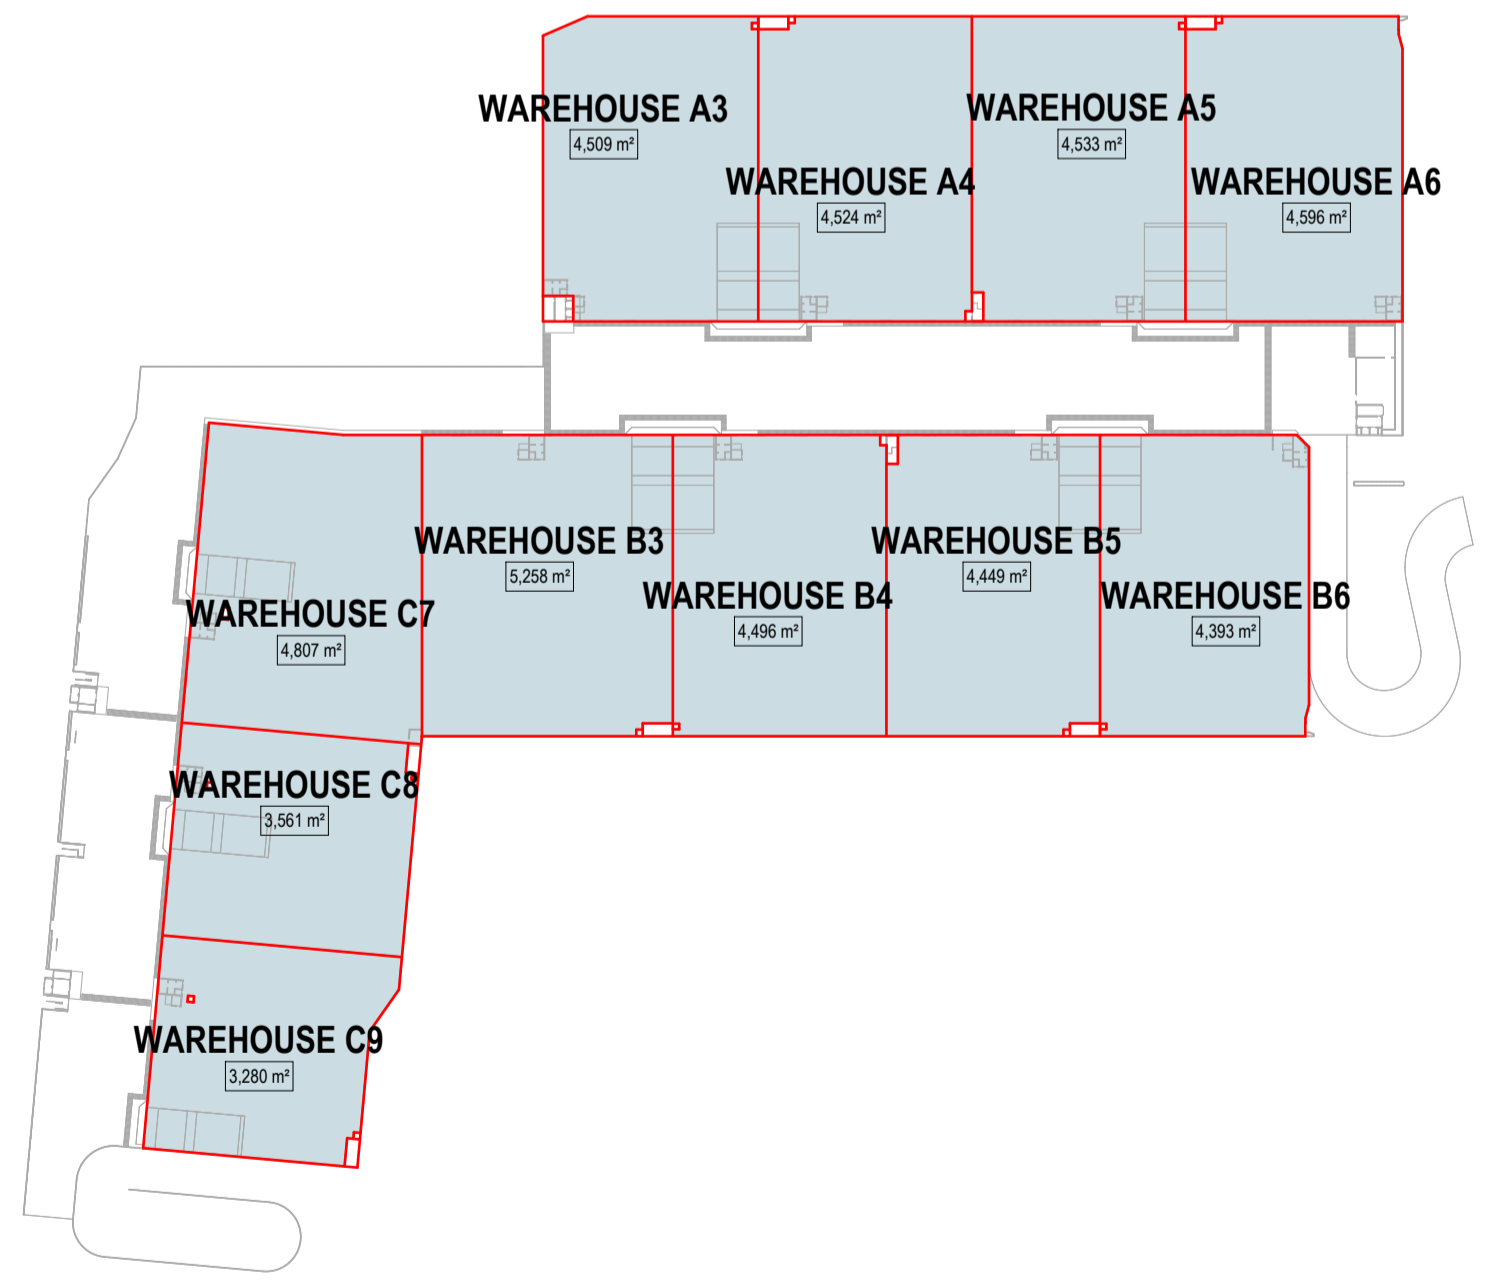 WAREHOUSE A3
4,509 m²
WAREHOUSE A4
4,524 m²
WAREHOUSE A5
4,533 m²
WAREHOUSE A6
4,596 m²
WAREHOUSE B3
5,258 m²
WAREHOUSE B4
4,496 m²
WAREHOUSE B5
4,449 m²
WAREHOUSE B6
4,393 m²
WAREHOUSE C7
4,807 m²
WAREHOUSE C8
3,561 m²
WAREHOUSE C9
3,280 m²